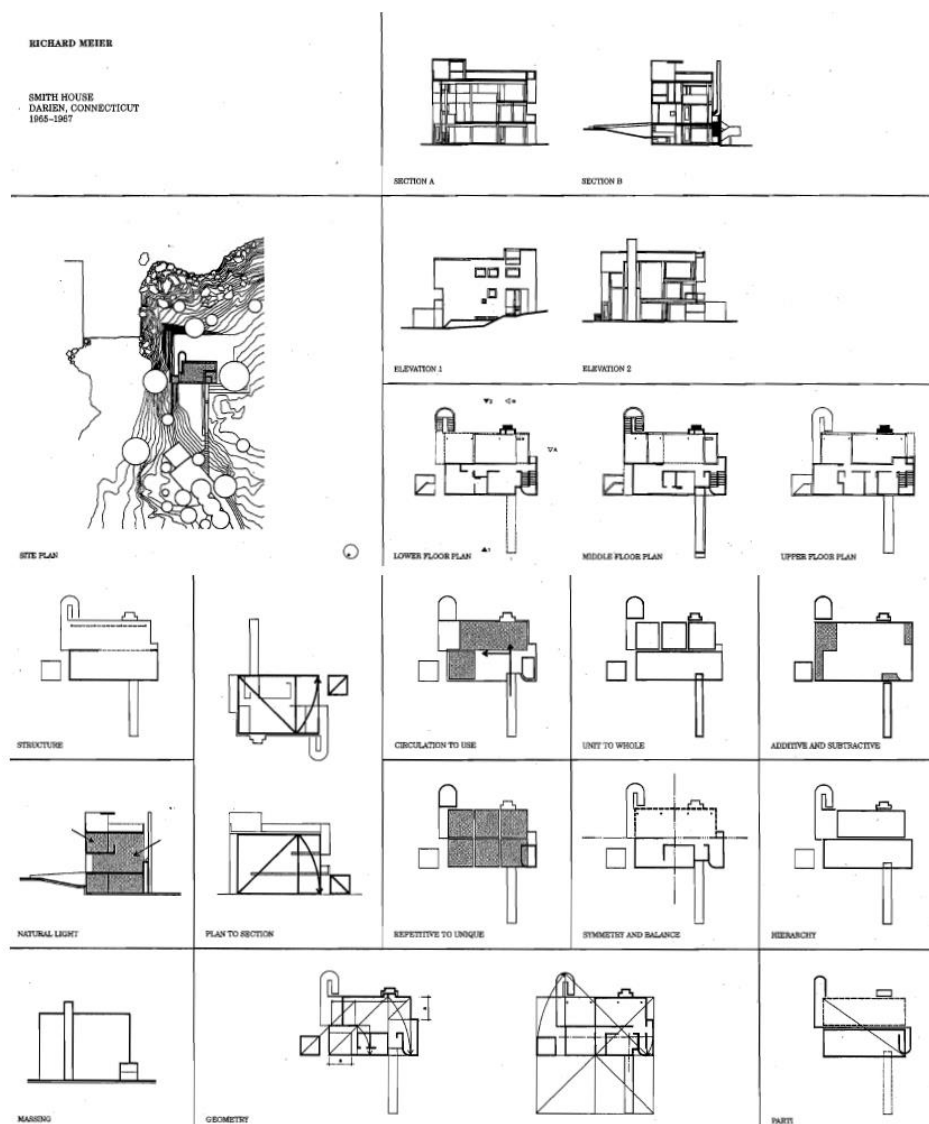 RICHARD MEIER
SMITH HOUSE
DARIEN, CONNECTICUT
1965–1967
SECTION A
SECTION B
SITE PLAN
ELEVATION 1
ELEVATION 2
LOWER FLOOR PLAN
MIDDLE FLOOR PLAN
UPPER FLOOR PLAN
STRUCTURE
CIRCULATION TO USE
UNIT TO WHOLE
ADDITIVE AND SUBTRACTIVE
NATURAL LIGHT
PLAN TO SECTION
REPETITIVE TO UNIQUE
SYMMETRY AND BALANCE
HIERARCHY
MASSING
GEOMETRY
PARTI